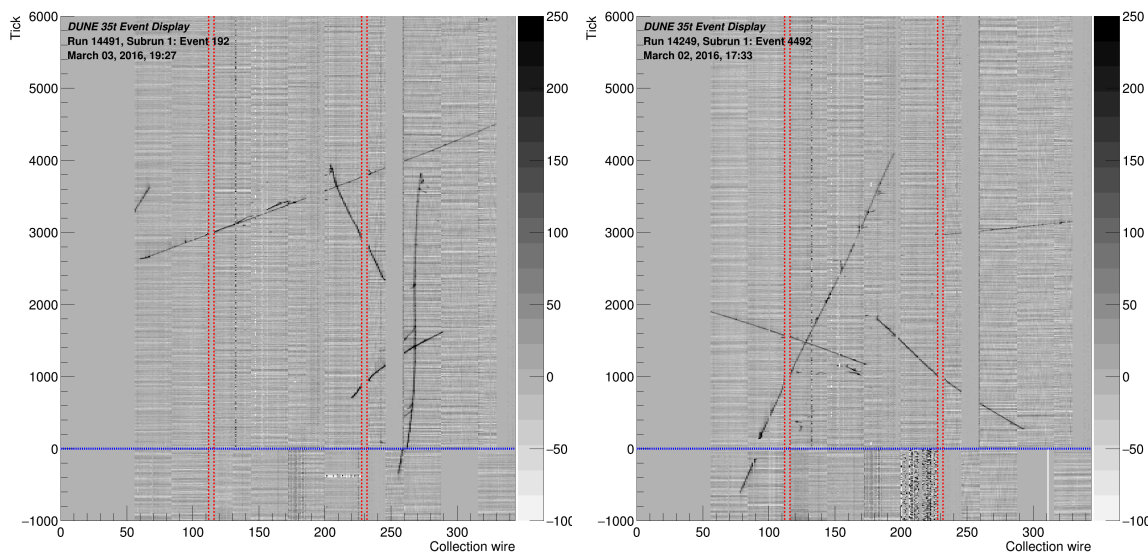 DUNE 35t Event Display
Run 14491, Subrun 1: Event 192
March 03, 2016, 19:27
Tick
6000
5000
4000
3000
2000
1000
0
−1000
0 50 100 150 200 250 300
Collection wire
250
200
150
100
50
0
−50
−100
DUNE 35t Event Display
Run 14249, Subrun 1: Event 4492
March 02, 2016, 17:33
Tick
6000
5000
4000
3000
2000
1000
0
−1000
0 50 100 150 200 250 300
Collection wire
250
200
150
100
50
0
−50
−100